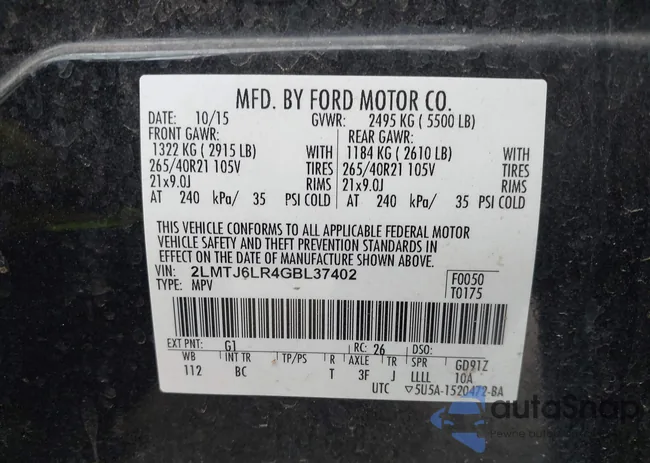 MFD. BY FORD MOTOR CO.
DATE: 10/15 GVWR: 2495 KG ( 5500 LB)
FRONT GAWR: REAR GAWR:
1322 KG ( 2915 LB) WITH 1184 KG ( 2610 LB) WITH
265/40R21 105V TIRES 265/40R21 105V TIRES
21x9.0J RIMS 21x9.0J RIMS
AT 240 kPa/ 35 PSI COLD AT 240 kPa/ 35 PSI COLD
THIS VEHICLE CONFORMS TO ALL APPLICABLE FEDERAL MOTOR
VEHICLE SAFETY AND THEFT PREVENTION STANDARDS IN
EFFECT ON THE DATE OF MANUFACTURE SHOWN ABOVE.
VIN: 2LMTJ6LR4GBL37402 F0050
TYPE: MPV T0175
EXT PNT: G1 RC: 26 DSO:
WB INT TR TP/PS R AXLE TR SPR GD91Z
112 BC T 3F J LLLL 10A
UTC ▽5U5A-1520472-BA
autaSnap
Pewne auto